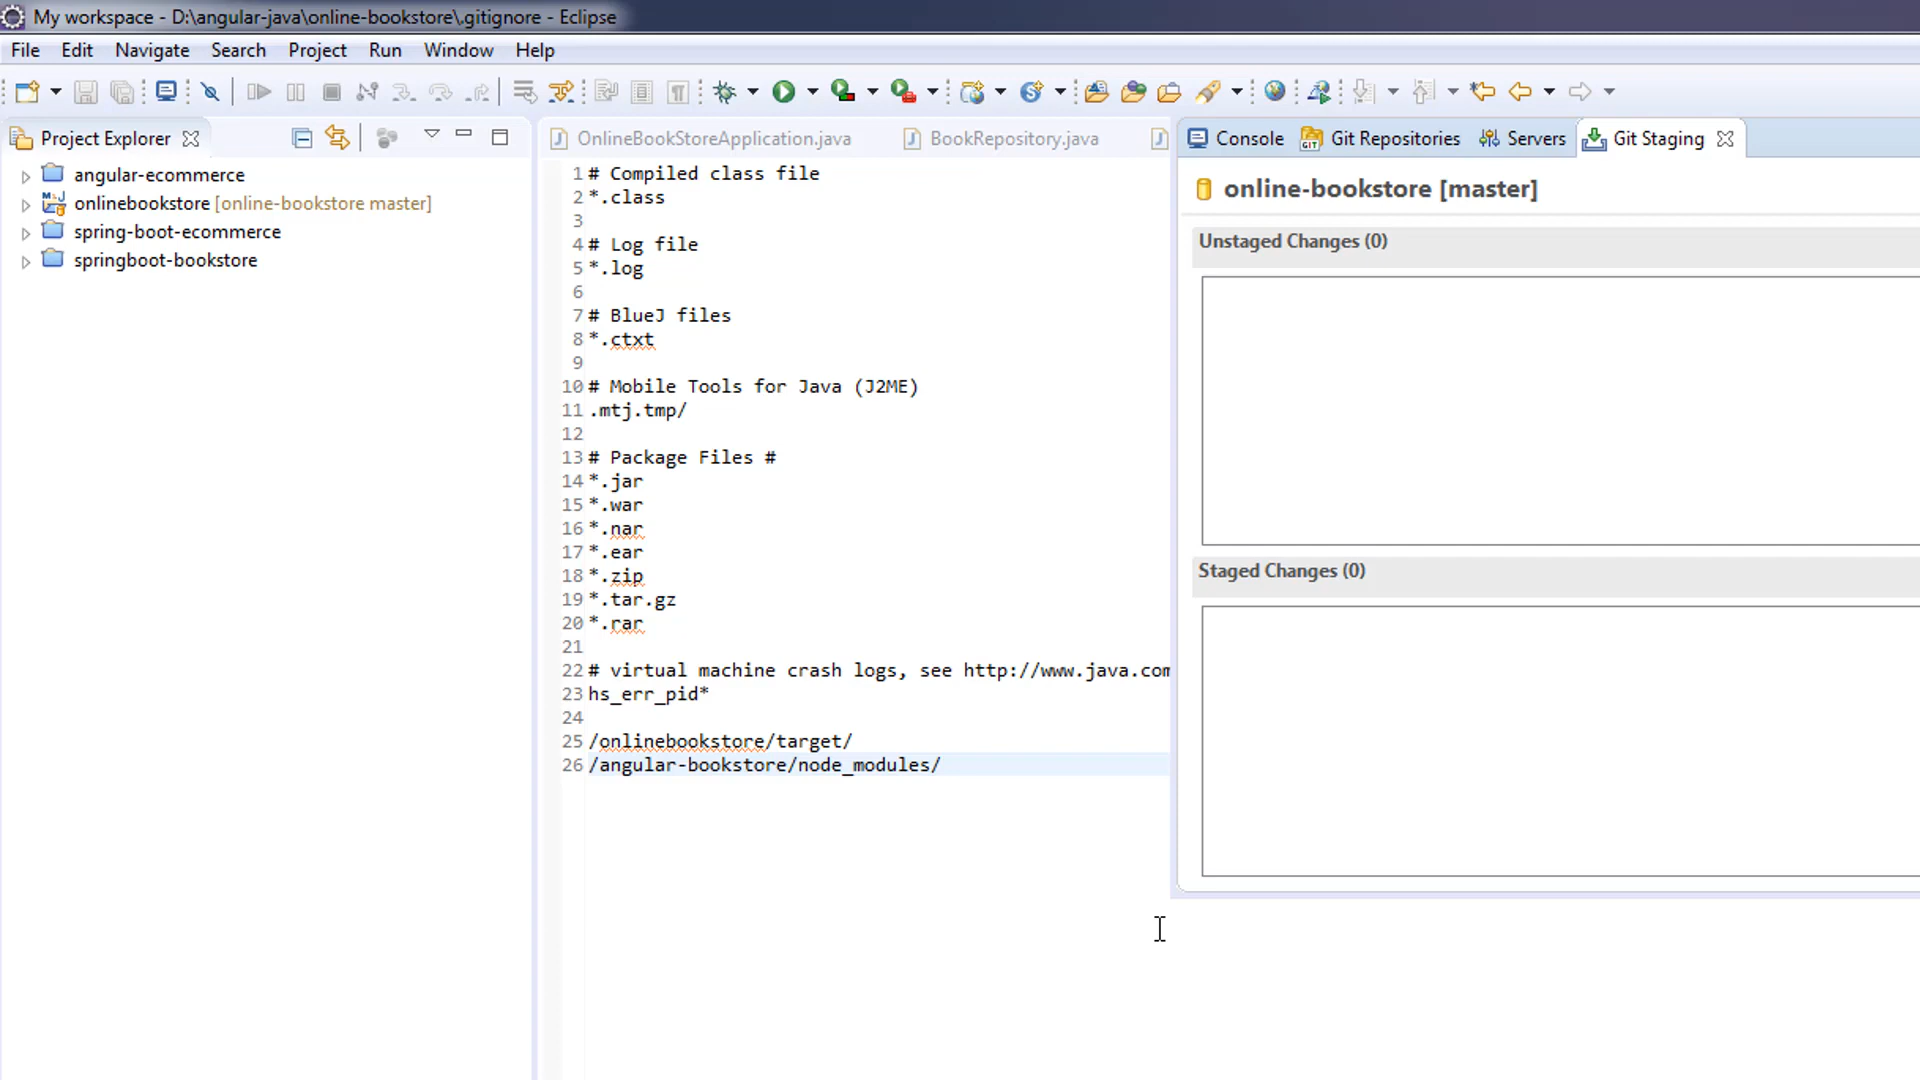 My workspace - D:\angular-java\online-bookstore\.gitignore - Eclipse
File Edit Navigate Search Project Run Window Help
Project Explorer
angular-ecommerce
onlinebookstore [online-bookstore master]
spring-boot-ecommerce
springboot-bookstore
OnlineBookStoreApplication.java BookRepository.java
1 # Compiled class file
2 *.class
3
4 # Log file
5 *.log
6
7 # BlueJ files
8 *.ctxt
9
10 # Mobile Tools for Java (J2ME)
11 .mtj.tmp/
12
13 # Package Files #
14 *.jar
15 *.war
16 *.nar
17 *.ear
18 *.zip
19 *.tar.gz
20 *.rar
21
22 # virtual machine crash logs, see http://www.java.com
23 hs_err_pid*
24
25 /onlinebookstore/target/
26 /angular-bookstore/node_modules/
Console Git Repositories Servers Git Staging
online-bookstore [master]
Unstaged Changes (0)
Staged Changes (0)